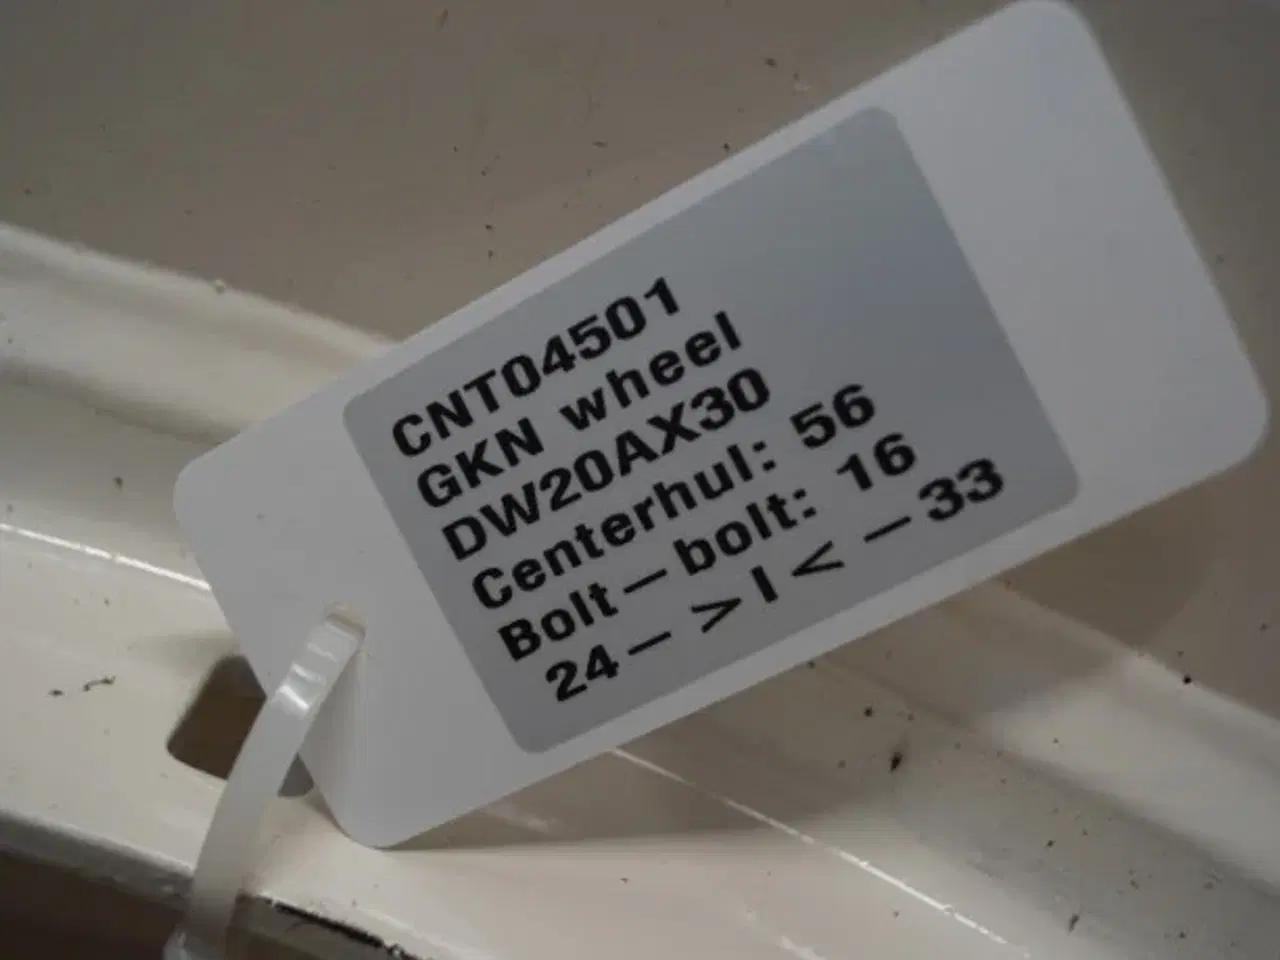 CNT04501
GKN wheel
DW20AX30
Centerhul: 56
Bolt-bolt: 16
24- > I < -33